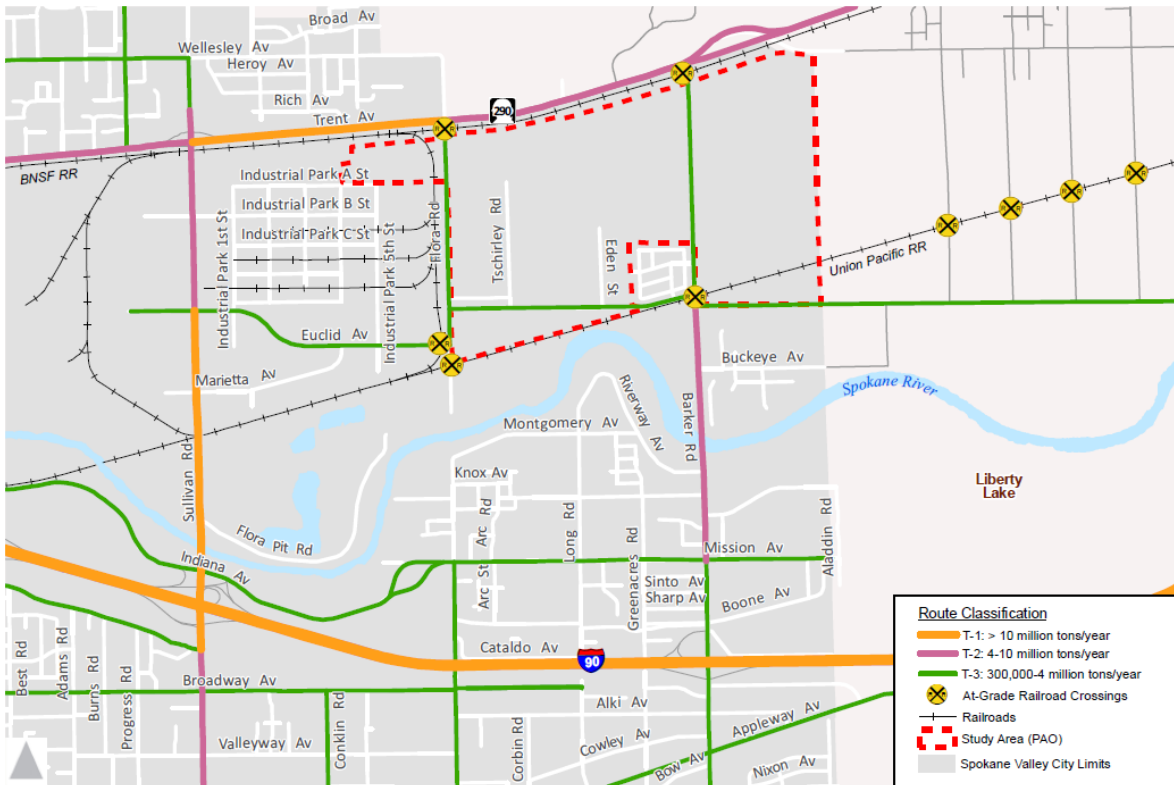 Broad Av
Wellesley Av
Heroy Av
Rich Av
Trent Av
290
BNSF RR
Industrial Park A St
Industrial Park B St
Industrial Park C St
Industrial Park 1st St
Industrial Park 5th St
Flora Rd
Tschirley Rd
Eden St
Union Pacific RR
Euclid Av
Marietta Av
Buckeye Av
Spokane River
Riverway Av
Barker Rd
Montgomery Av
Sullivan Rd
Knox Av
Liberty
Lake
Flora Pit Rd
Arc St
Arc Rd
Long Rd
Greenacres Rd
Mission Av
Aladdin Rd
Indiana Av
Sinto Av
Sharp Av
Boone Av
Cataldo Av
90
Best Rd
Adams Rd
Burns Rd
Progress Rd
Broadway Av
Conklin Rd
Alki Av
Corbin Rd
Cowley Av
Appleway Av
Valleyway Av
Bow Av
Nixon Av
Route Classification
T-1: > 10 million tons/year
T-2: 4-10 million tons/year
T-3: 300,000-4 million tons/year
At-Grade Railroad Crossings
Railroads
Study Area (PAO)
Spokane Valley City Limits